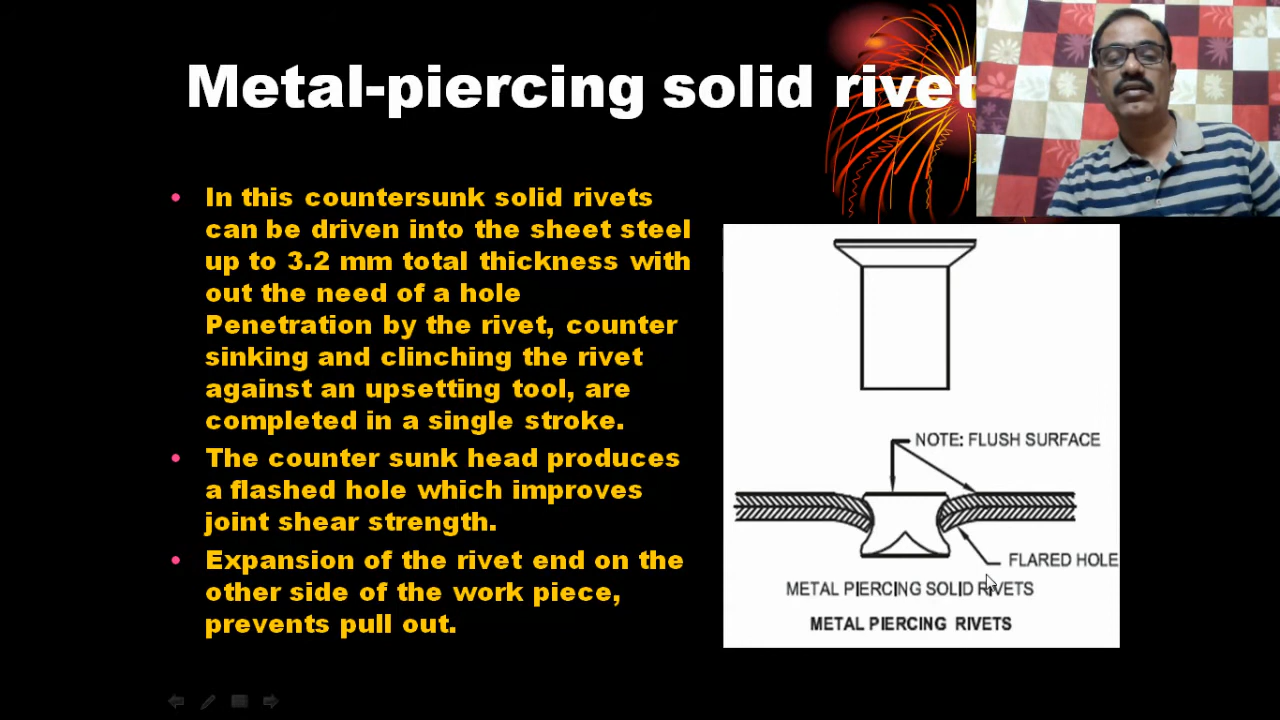 Metal-piercing solid rivet
In this countersunk solid rivets
can be driven into the sheet steel
up to 3.2 mm total thickness with
out the need of a hole
Penetration by the rivet, counter
sinking and clinching the rivet
against an upsetting tool, are
completed in a single stroke.
The counter sunk head produces
a flashed hole which improves
joint shear strength.
Expansion of the rivet end on the
other side of the work piece,
prevents pull out.
NOTE: FLUSH SURFACE
FLARED HOLE
METAL PIERCING SOLID RIVETS
METAL PIERCING RIVETS